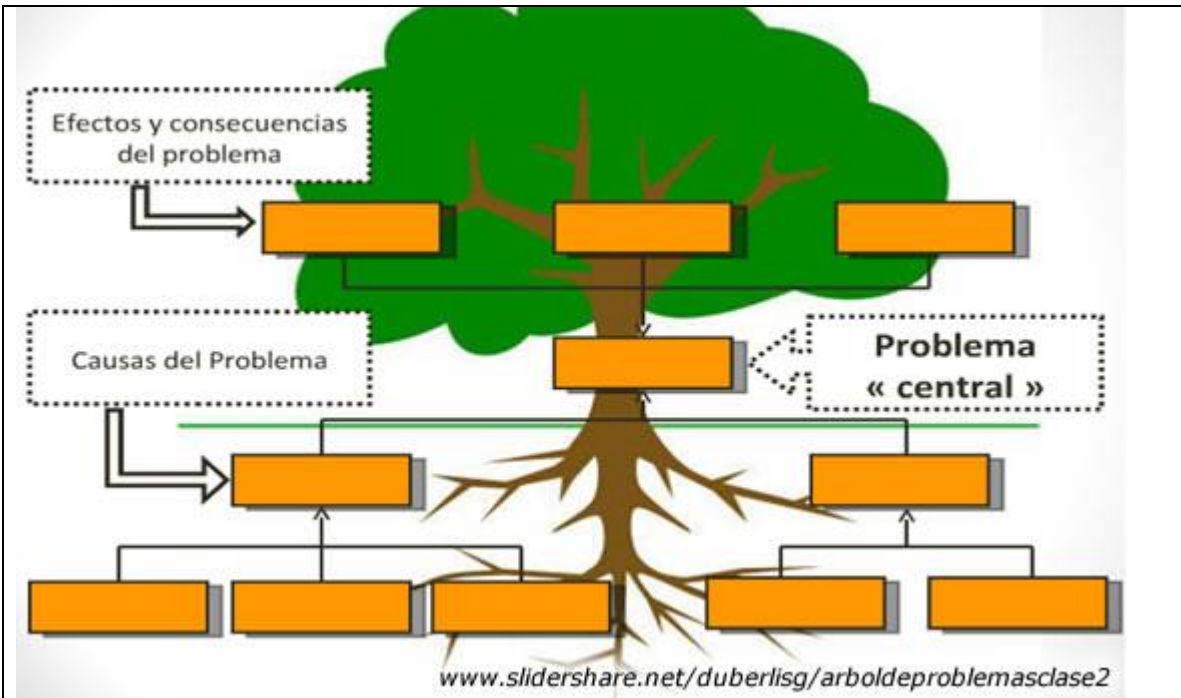 Efectos y consecuencias
del problema
Causas del Problema
Problema
« central »
www.slidershare.net/duberlisg/arboldeproblemasclase2